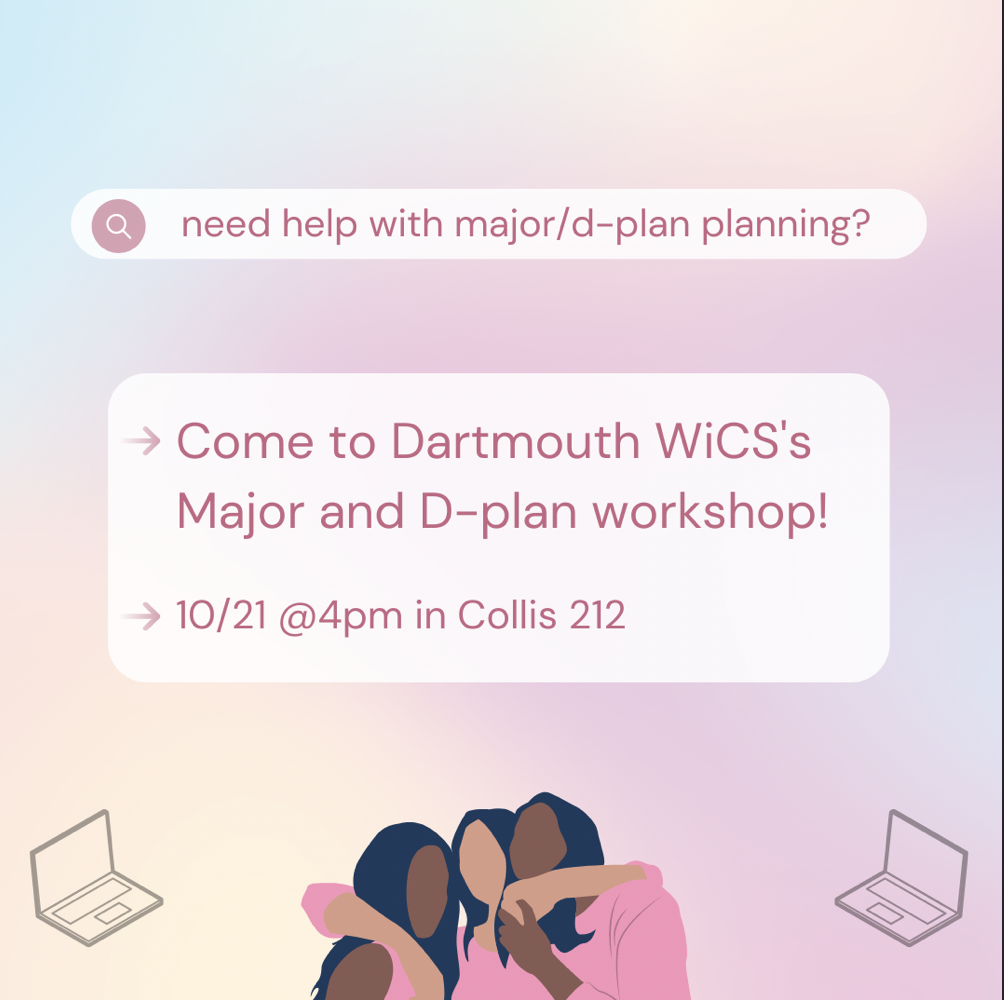 need help with major/d-plan planning?
Come to Dartmouth WiCS's
Major and D-plan workshop!
10/21 @4pm in Collis 212